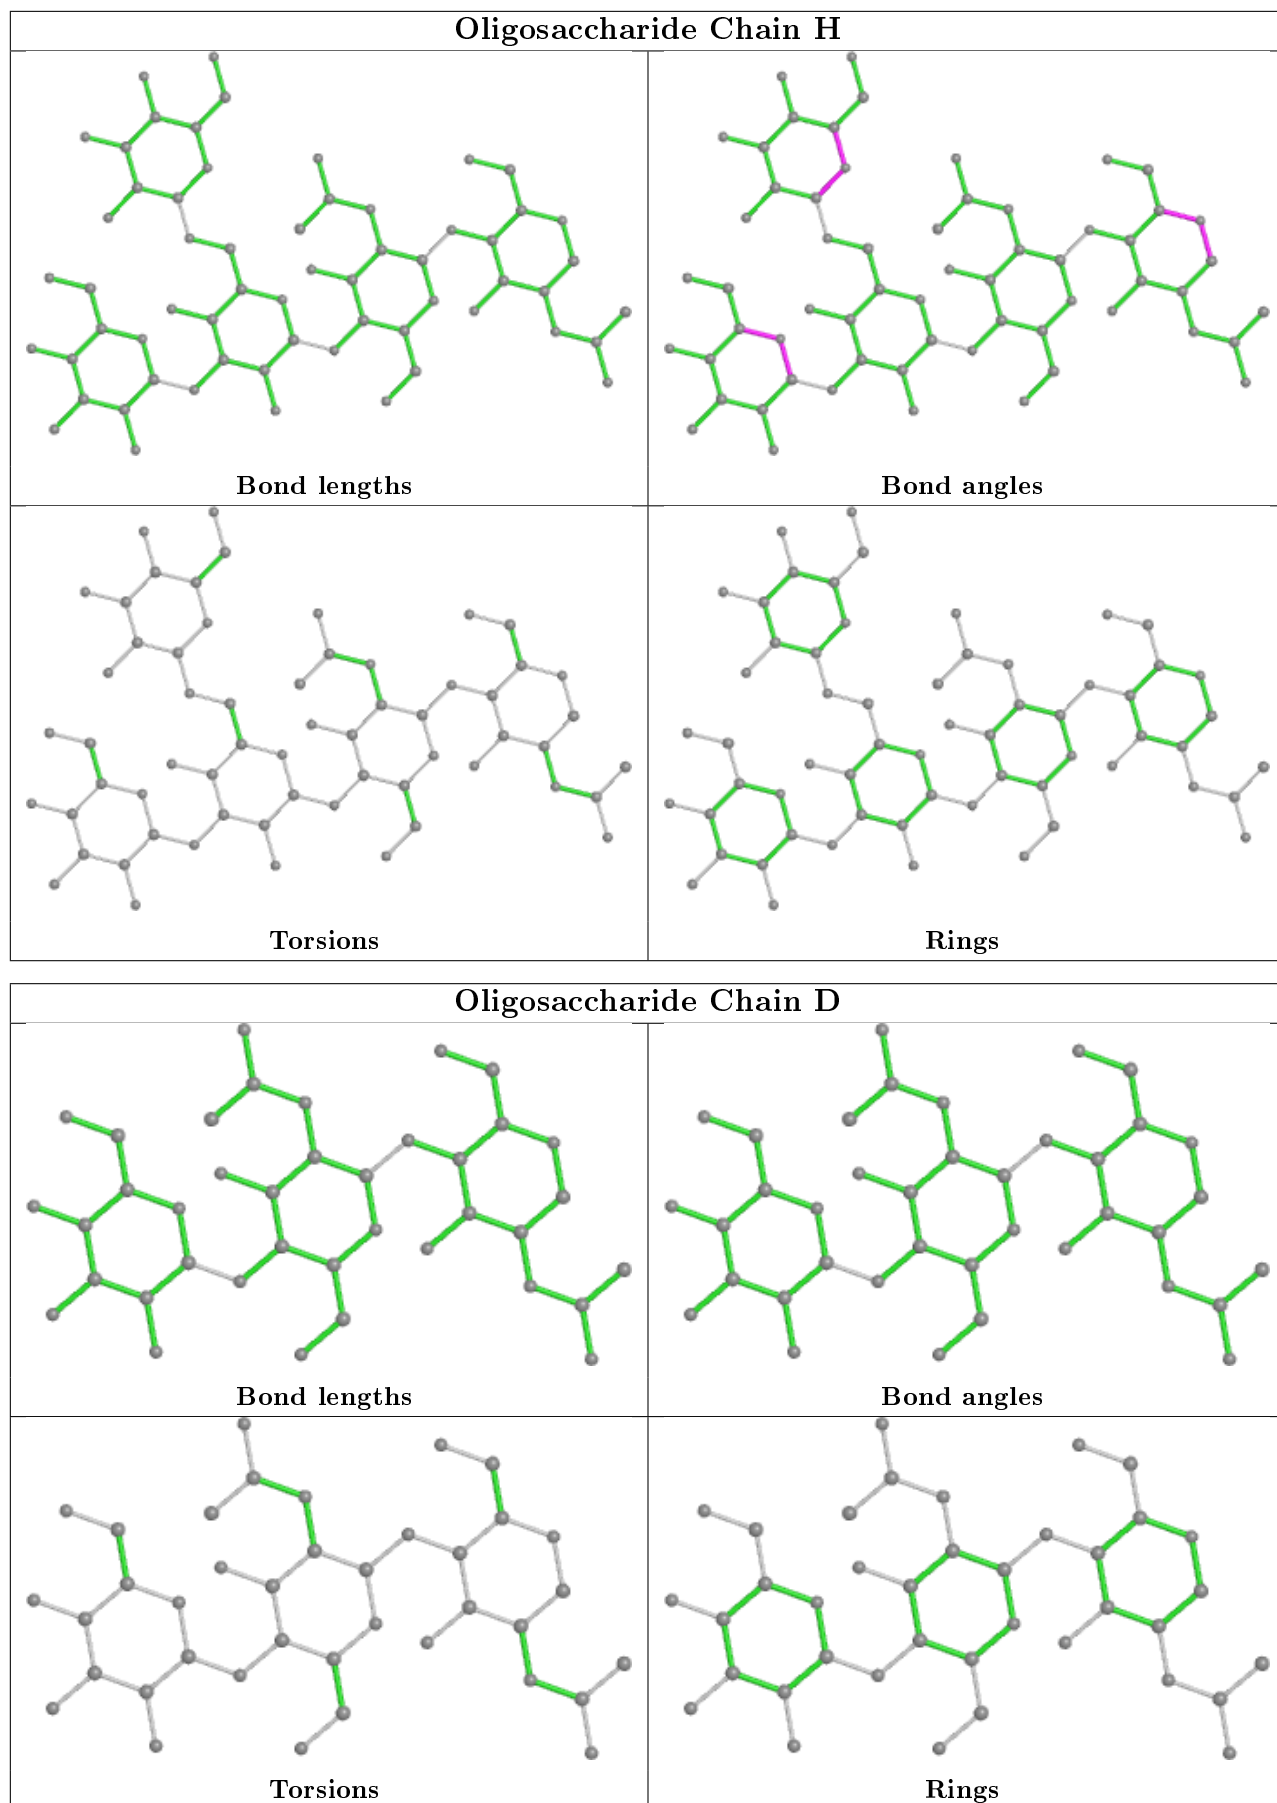 Oligosaccharide Chain H
Bond lengths
Bond angles
Torsions
Rings
Oligosaccharide Chain D
Bond lengths
Bond angles
Torsions
Rings